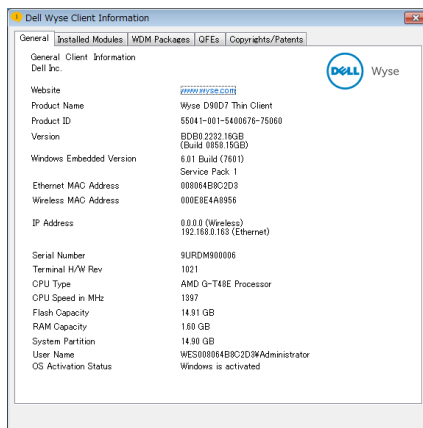 Dell Wyse Client Information
General Installed Modules WDM Packages QFEs Copyrights/Patents
General Client Information
Dell Inc.
DELL Wyse
Website www.wyse.com
Product Name Wyse D90D7 Thin Client
Product ID 55041-001-5400676-75060
Version BDB0.2232.16GB
(Build 0858.15GB)
Windows Embedded Version 6.01 Build (7601)
Service Pack 1
Ethernet MAC Address 008064B8C2D3
Wireless MAC Address 000E8E4A8956
IP Address 0.0.0.0 (Wireless)
192.168.0.163 (Ethernet)
Serial Number 9URDM900006
Terminal H/W Rev 1021
CPU Type AMD G-T48E Processor
CPU Speed in MHz 1397
Flash Capacity 14.91 GB
RAM Capacity 1.60 GB
System Partition 14.90 GB
User Name WES008064B8C2D3¥Administrator
OS Activation Status Windows is activated